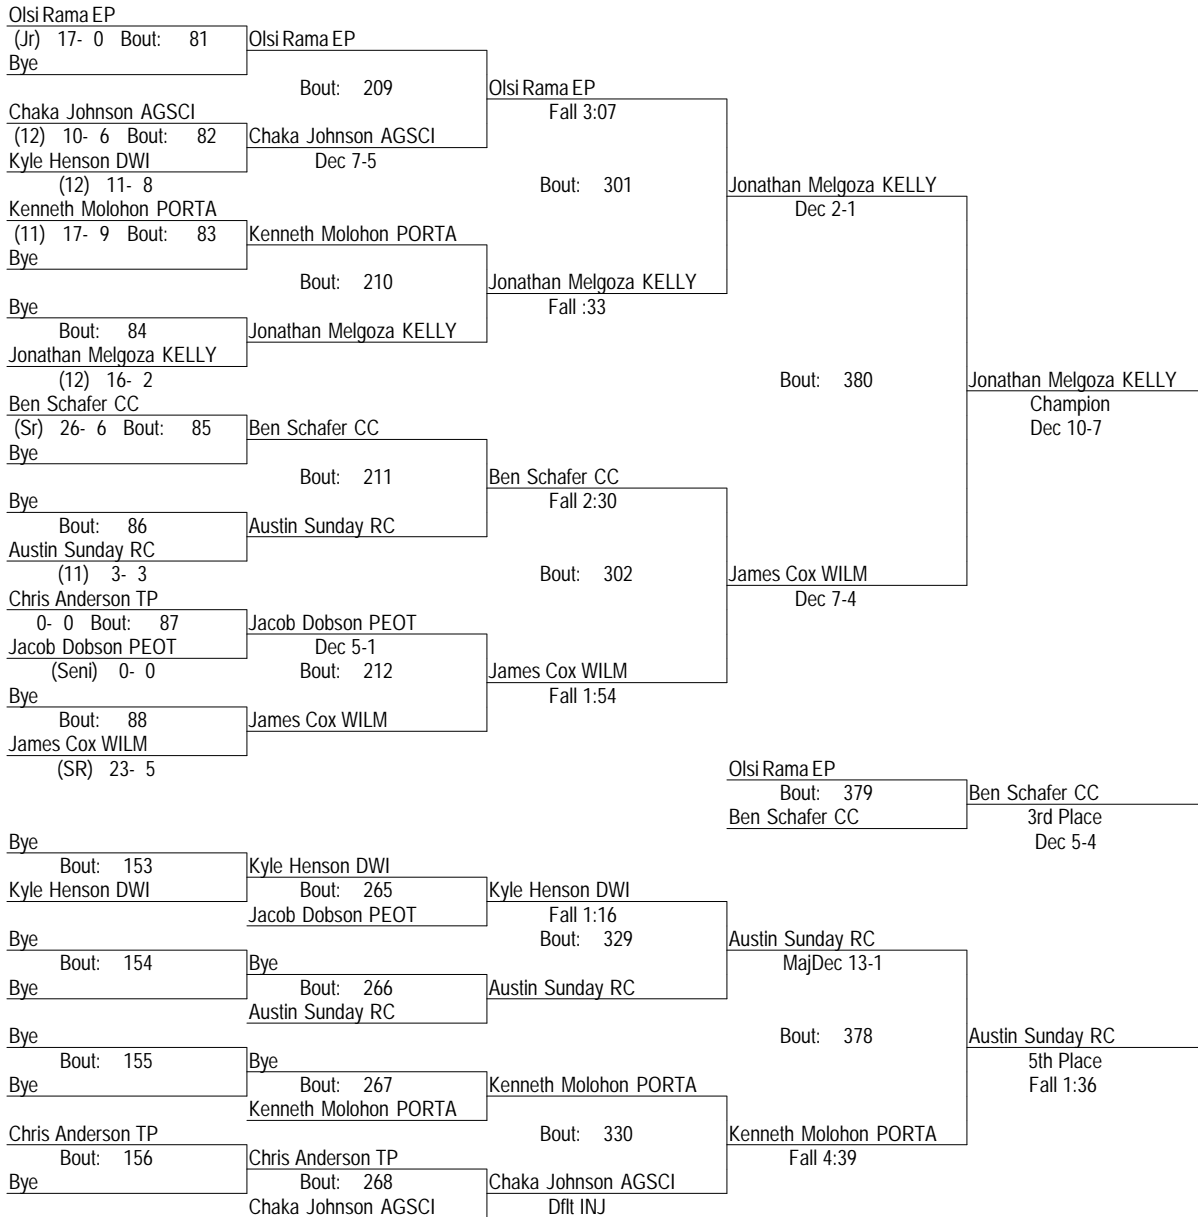 Olsi Rama EP
(Jr) 17- 0 Bout: 81 Olsi Rama EP
Bye
Bout: 209 Olsi Rama EP
Chaka Johnson AGSCI Fall 3:07
(12) 10- 6 Bout: 82 Chaka Johnson AGSCI
Kyle Henson DWI Dec 7-5
(12) 11- 8 Bout: 301 Jonathan Melgoza KELLY
Kenneth Molohon PORTA Dec 2-1
(11) 17- 9 Bout: 83 Kenneth Molohon PORTA
Bye
Bout: 210 Jonathan Melgoza KELLY
Bye Fall :33
Bout: 84 Jonathan Melgoza KELLY
Jonathan Melgoza KELLY
(12) 16- 2 Bout: 380 Jonathan Melgoza KELLY
Ben Schafer CC Champion
(Sr) 26- 6 Bout: 85 Ben Schafer CC Dec 10-7
Bye
Bout: 211 Ben Schafer CC
Bye Fall 2:30
Bout: 86 Austin Sunday RC
Austin Sunday RC
(11) 3- 3 Bout: 302 James Cox WILM
Chris Anderson TP Dec 7-4
0- 0 Bout: 87 Jacob Dobson PEOT
Jacob Dobson PEOT Dec 5-1
(Seni) 0- 0 Bout: 212 James Cox WILM
Bye Fall 1:54
Bout: 88 James Cox WILM
James Cox WILM
(SR) 23- 5 Olsi Rama EP
Bout: 379 Ben Schafer CC
Ben Schafer CC 3rd Place
Bye Dec 5-4
Bout: 153 Kyle Henson DWI
Kyle Henson DWI Bout: 265 Kyle Henson DWI
Jacob Dobson PEOT Fall 1:16
Bye Bout: 329 Austin Sunday RC
Bout: 154 Bye MajDec 13-1
Bye Bout: 266 Austin Sunday RC
Austin Sunday RC
Bye Bout: 378 Austin Sunday RC
Bout: 155 Bye 5th Place
Bye Bout: 267 Kenneth Molohon PORTA Fall 1:36
Kenneth Molohon PORTA
Chris Anderson TP Bout: 330 Kenneth Molohon PORTA
Bout: 156 Chris Anderson TP Fall 4:39
Bye Bout: 268 Chaka Johnson AGSCI
Chaka Johnson AGSCI Dflt INJ